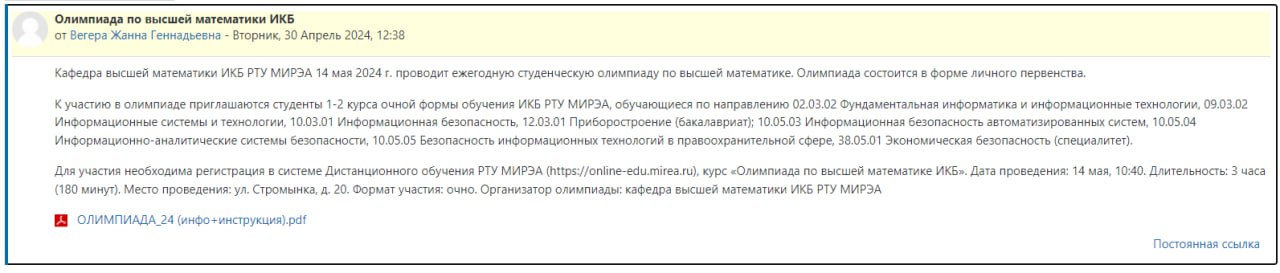 Олимпиада по высшей математики ИКБ
от Вегера Жанна Геннадьевна - Вторник, 30 Апрель 2024, 12:38
Кафедра высшей математики ИКБ РТУ МИРЭА 14 мая 2024 г. проводит ежегодную студенческую олимпиаду по высшей математике. Олимпиада состоится в форме личного первенства.
К участию в олимпиаде приглашаются студенты 1-2 курса очной формы обучения ИКБ РТУ МИРЭА, обучающиеся по направлению 02.03.02 Фундаментальная информатика и информационные технологии, 09.03.02
Информационные системы и технологии, 10.03.01 Информационная безопасность, 12.03.01 Приборостроение (бакалавриат); 10.05.03 Информационная безопасность автоматизированных систем, 10.05.04
Информационно-аналитические системы безопасности, 10.05.05 Безопасность информационных технологий в правоохранительной сфере, 38.05.01 Экономическая безопасность (специалитет).
Для участия необходима регистрация в системе Дистанционного обучения РТУ МИРЭА (https://online-edu.mirea.ru), курс «Олимпиада по высшей математике ИКБ». Дата проведения: 14 мая, 10:40. Длительность: 3 часа
(180 минут). Место проведения: ул. Стромынка, д. 20. Формат участия: очно. Организатор олимпиады: кафедра высшей математики ИКБ РТУ МИРЭА
ОЛИМПИАДА_24 (инфо+инструкция).pdf
Постоянная ссылка